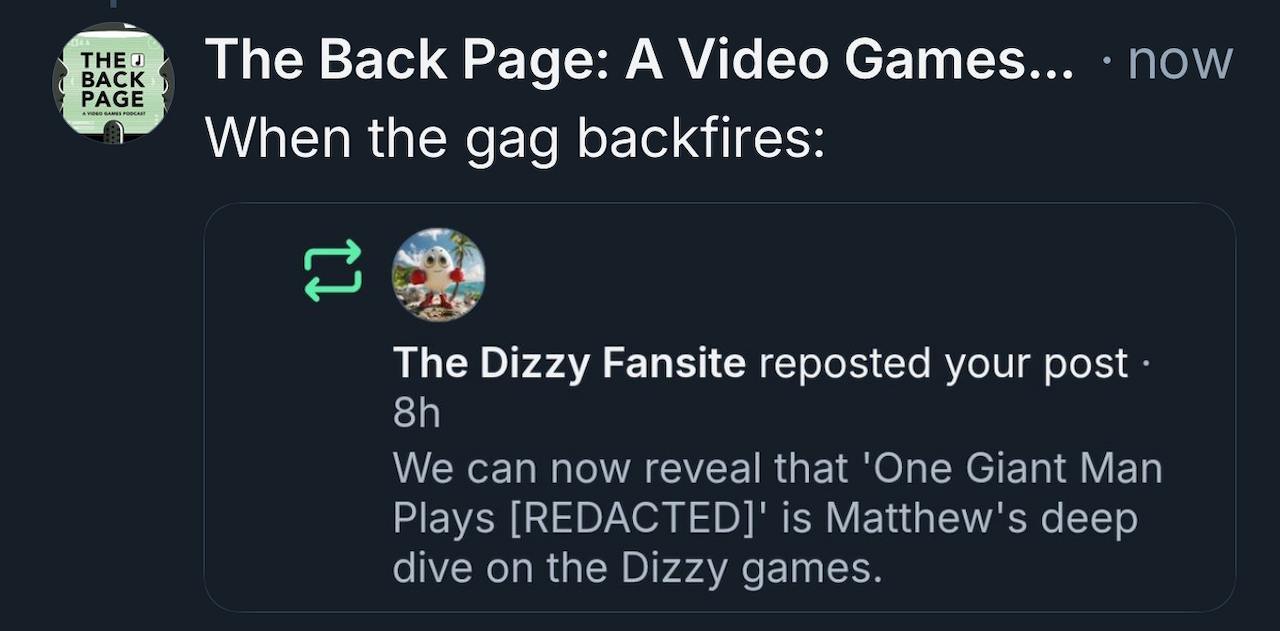 THE
BACK
PAGE
A VIDEO GAMES PODCAST
The Back Page: A Video Games... · now
When the gag backfires:
The Dizzy Fansite reposted your post ·
8h
We can now reveal that 'One Giant Man
Plays [REDACTED]' is Matthew's deep
dive on the Dizzy games.